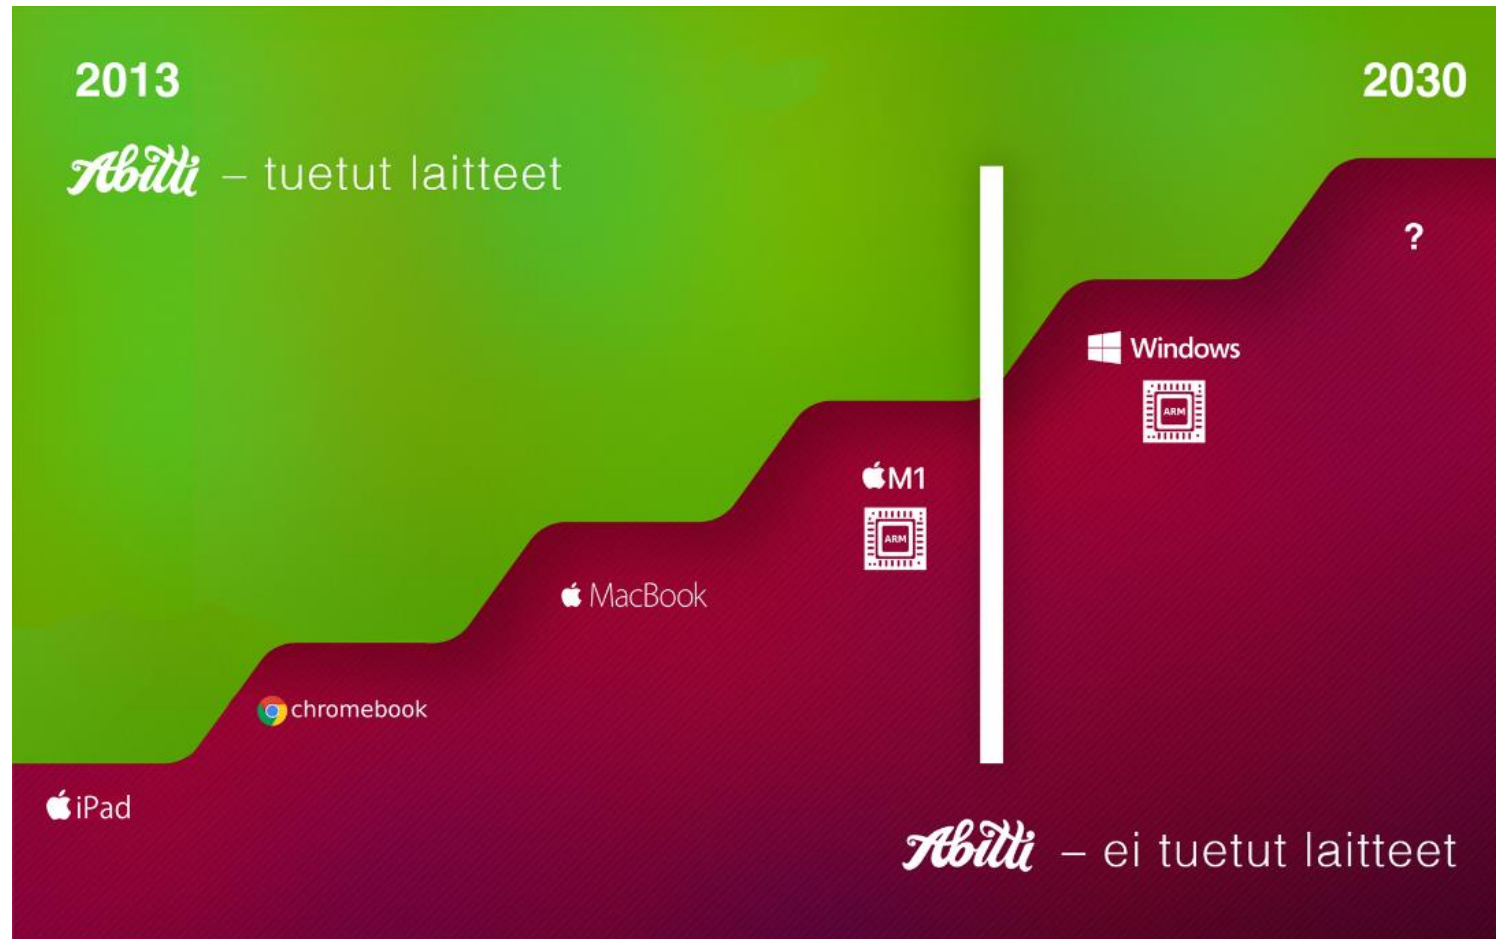 2013
2030
Abitti – tuetut laitteet
?
Windows
ARM
M1
ARM
MacBook
chromebook
iPad
Abitti – ei tuetut laitteet